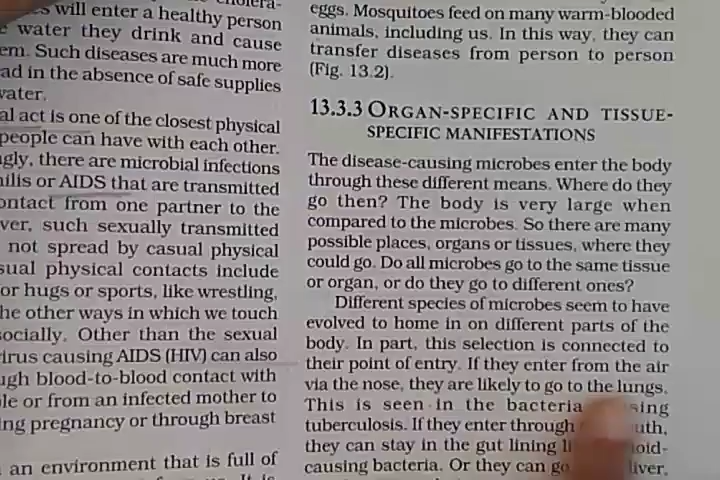 will enter a healthy person
water they drink and cause
em. Such diseases are much more
ad in the absence of safe supplies
vater.
al act is one of the closest physical
people can have with each other.
gly, there are microbial infections
ilis or AIDS that are transmitted
ontact from one partner to the
ver, such sexually transmitted
not spread by casual physical
sual physical contacts include
or hugs or sports, like wrestling,
he other ways in which we touch
socially. Other than the sexual
irus causing AIDS (HIV) can also
ugh blood-to-blood contact with
le or from an infected mother to
ing pregnancy or through breast
an environment that is full of
eggs. Mosquitoes feed on many warm-blooded
animals, including us. In this way, they can
transfer diseases from person to person
(Fig. 13.2).
13.3.3 ORGAN-SPECIFIC AND TISSUE-
SPECIFIC MANIFESTATIONS
The disease-causing microbes enter the body
through these different means. Where do they
go then? The body is very large when
compared to the microbes. So there are many
possible places, organs or tissues, where they
could go. Do all microbes go to the same tissue
or organ, or do they go to different ones?
Different species of microbes seem to have
evolved to home in on different parts of the
body. In part, this selection is connected to
their point of entry. If they enter from the air
via the nose, they are likely to go to the lungs.
This is seen in the bacteria sing
tuberculosis. If they enter through uth,
they can stay in the gut lining oid-
causing bacteria. Or they can go liver,